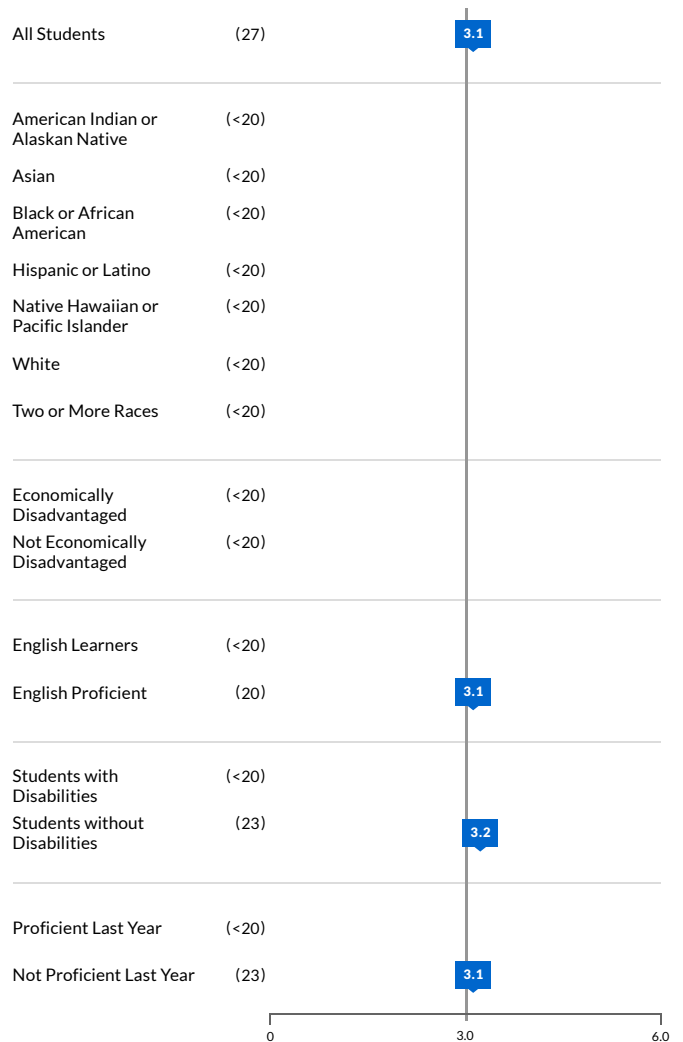 All Students (27) 3.1
American Indian or (<20)
Alaskan Native
Asian (<20)
Black or African (<20)
American
Hispanic or Latino (<20)
Native Hawaiian or (<20)
Pacific Islander
White (<20)
Two or More Races (<20)
Economically (<20)
Disadvantaged
Not Economically (<20)
Disadvantaged
English Learners (<20)
English Proficient (20) 3.1
Students with (<20)
Disabilities
Students without (23) 3.2
Disabilities
Proficient Last Year (<20)
Not Proficient Last Year (23) 3.1
0 3.0 6.0